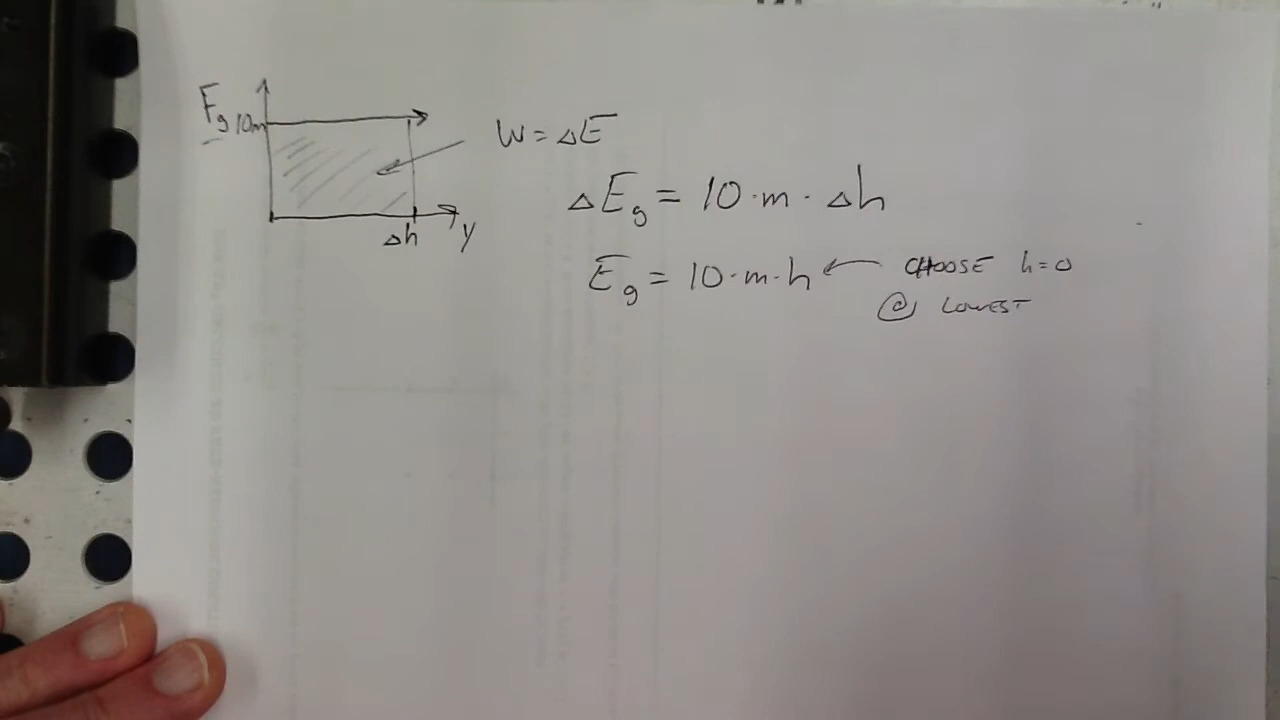 Fg 10m
Δh y
W = ΔE
ΔEg = 10·m·Δh
Eg = 10·m·h ← CHOOSE h=0
@ LOWEST